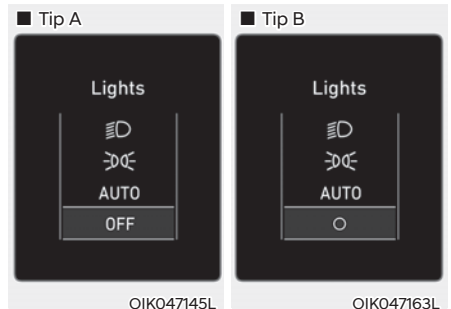 ■ Tip A
Lights
AUTO
OFF
OIK047145L
■ Tip B
Lights
AUTO
OIK047163L